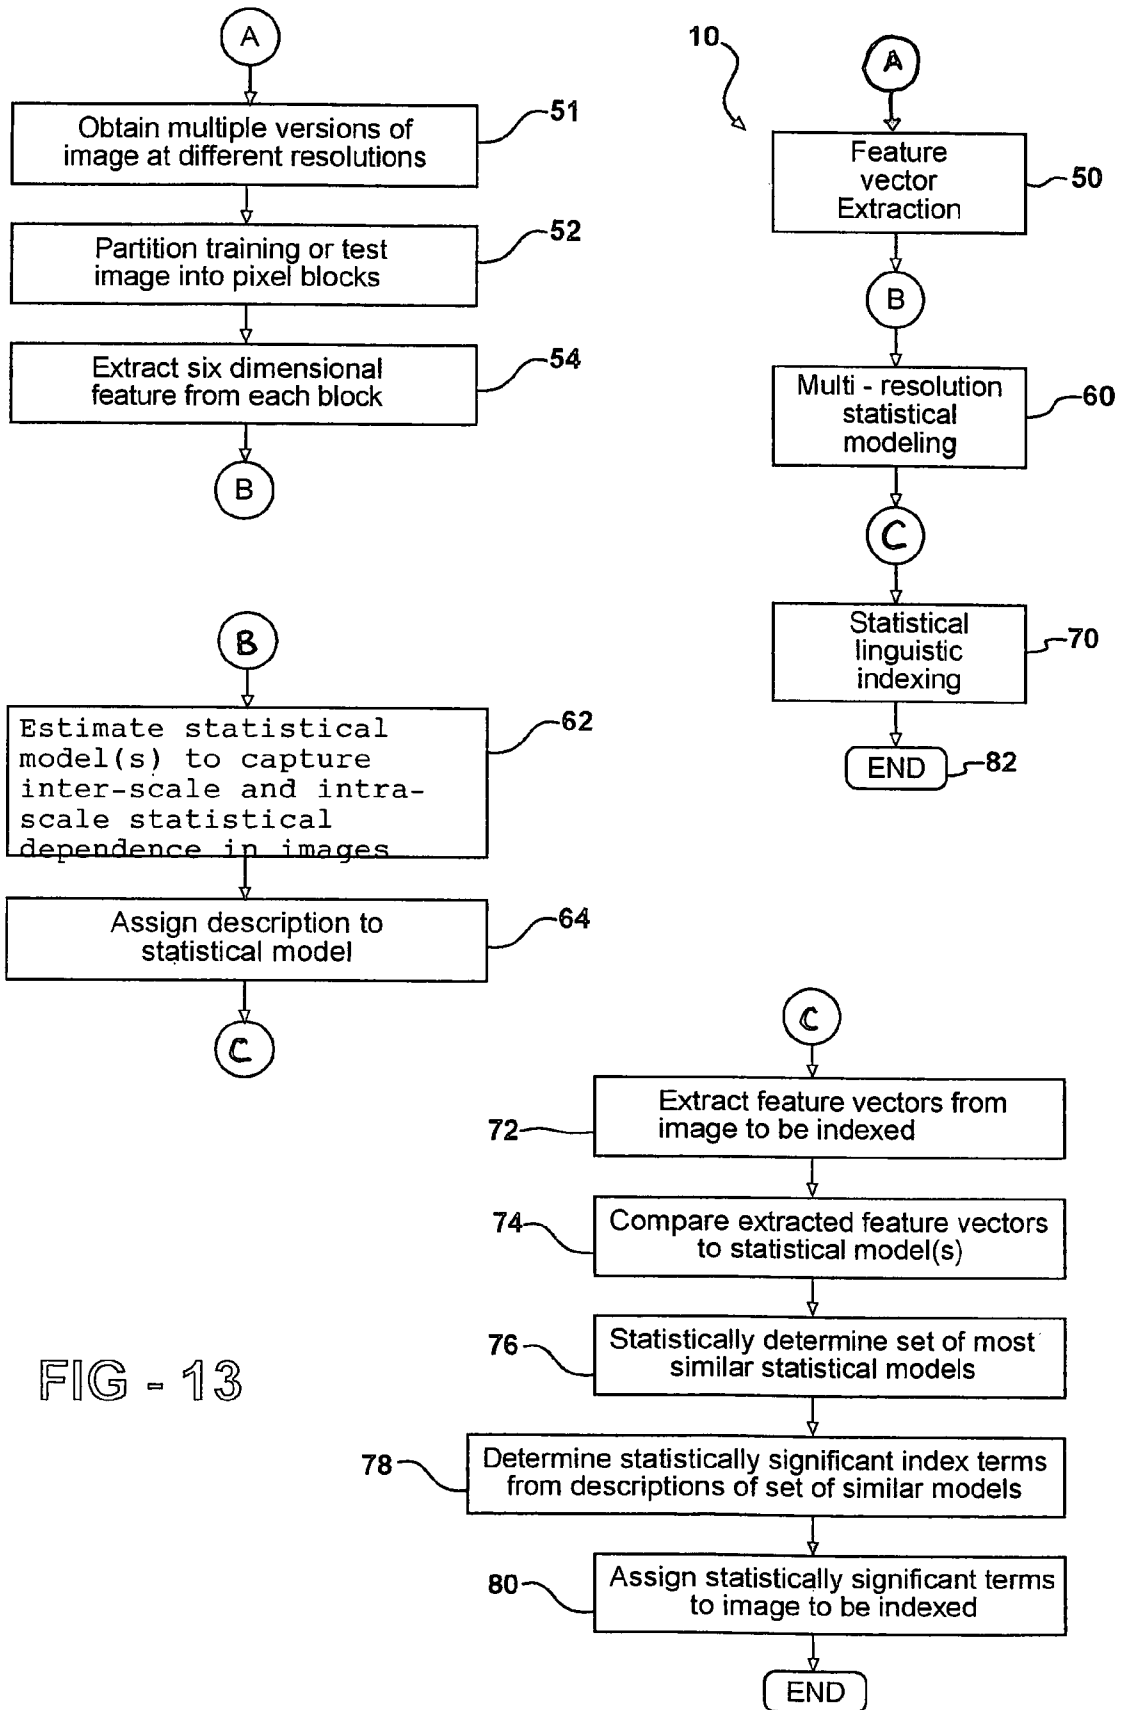 A
Obtain multiple versions of
image at different resolutions
51
Partition training or test
image into pixel blocks
52
Extract six dimensional
feature from each block
54
B
10
A
Feature
vector
Extraction
50
B
Multi - resolution
statistical
modeling
60
C
Statistical
linguistic
indexing
70
END
82
B
Estimate statistical
model(s) to capture
inter-scale and intra-
scale statistical
dependence in images
62
Assign description to
statistical model
64
C
C
Extract feature vectors from
image to be indexed
72
Compare extracted feature vectors
to statistical model(s)
74
Statistically determine set of most
similar statistical models
76
Determine statistically significant index terms
from descriptions of set of similar models
78
Assign statistically significant terms
to image to be indexed
80
END
FIG - 13